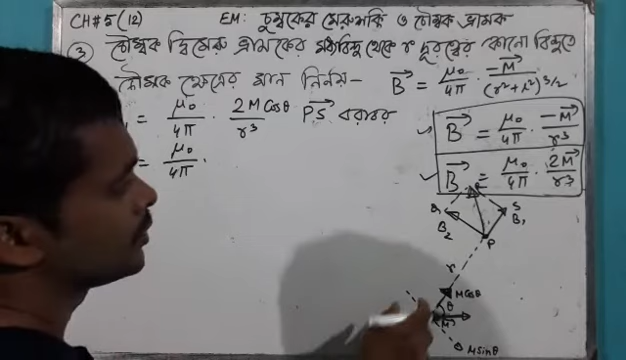 CH#5 (12) EM: চুম্বকের মেরুশক্তি ও চৌম্বক ভ্রামক
③ চৌম্বক দ্বিমেরু ভ্রামকের মধ্যবিন্দু থেকে r দূরত্বের কোনো বিন্দুতে
চৌম্বক ক্ষেত্রের মান নির্নয়— B⃗ = μ₀/4π · −M⃗/(r²+l²)^3/2
= μ₀/4π · 2M cosθ/r³ PS⃗ বরাবর
B⃗ = μ₀/4π · −M⃗/r³
= μ₀/4π ·
B⃗ = μ₀/4π · 2M⃗/r³
S
B₁
B₂
P
r
M cosθ
θ
M
M sinθ